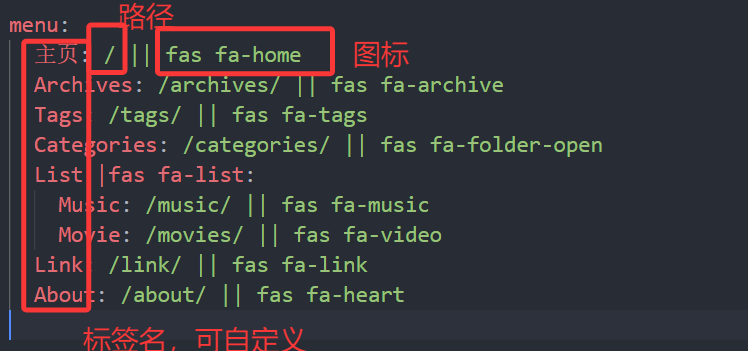 路径
menu:
主页: / || fas fa-home
图标
Archives: /archives/ || fas fa-archive
Tags: /tags/ || fas fa-tags
Categories: /categories/ || fas fa-folder-open
List |fas fa-list:
Music: /music/ || fas fa-music
Movie: /movies/ || fas fa-video
Link: /link/ || fas fa-link
About: /about/ || fas fa-heart
标签名，可自定义